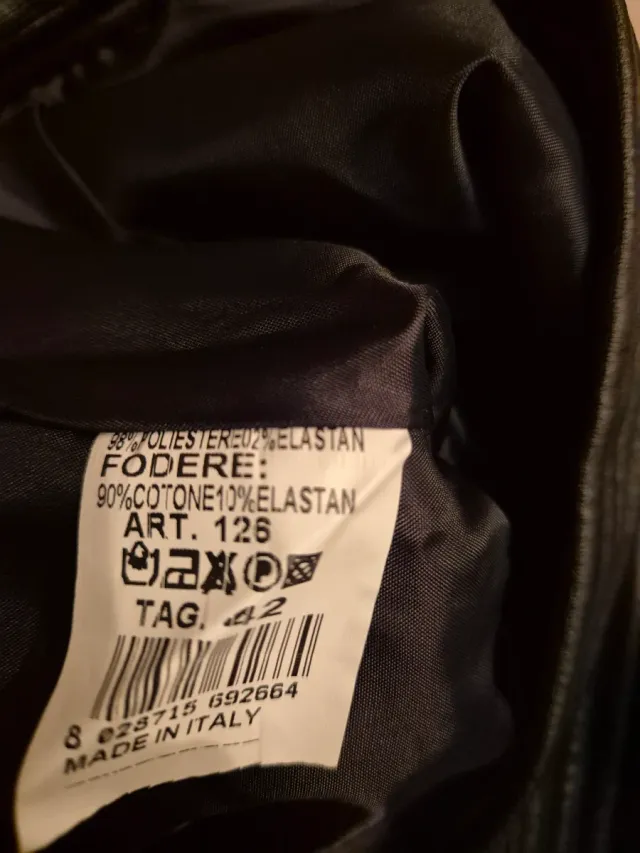 98%POLIESTERE02%ELASTAN
FODERE:
90%COTONE10%ELASTAN
ART. 126
P
TAG. 42
8 028715 692664
MADE IN ITALY